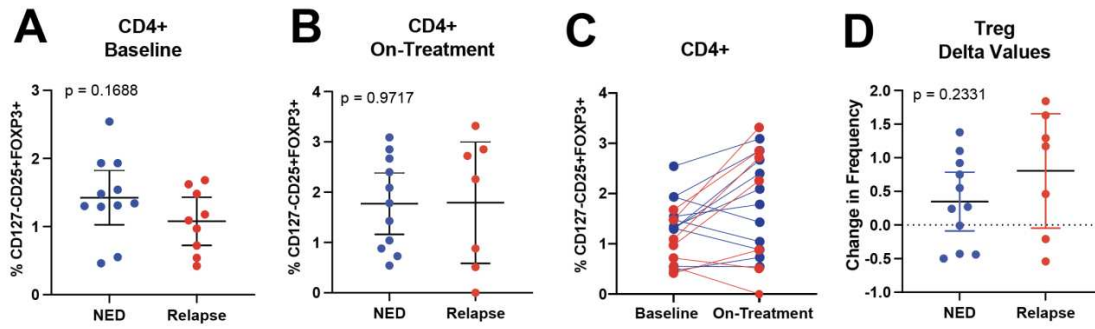 A
CD4+
Baseline
% CD127-CD25+FOXP3+
3
2
1
0
p = 0.1688
NED
Relapse
B
CD4+
On-Treatment
% CD127-CD25+FOXP3+
4
3
2
1
0
p = 0.9717
NED
Relapse
C
CD4+
% CD127-CD25+FOXP3+
4
3
2
1
0
Baseline
On-Treatment
D
Treg
Delta Values
Change in Frequency
2.0
1.5
1.0
0.5
0.0
-0.5
-1.0
p = 0.2331
NED
Relapse